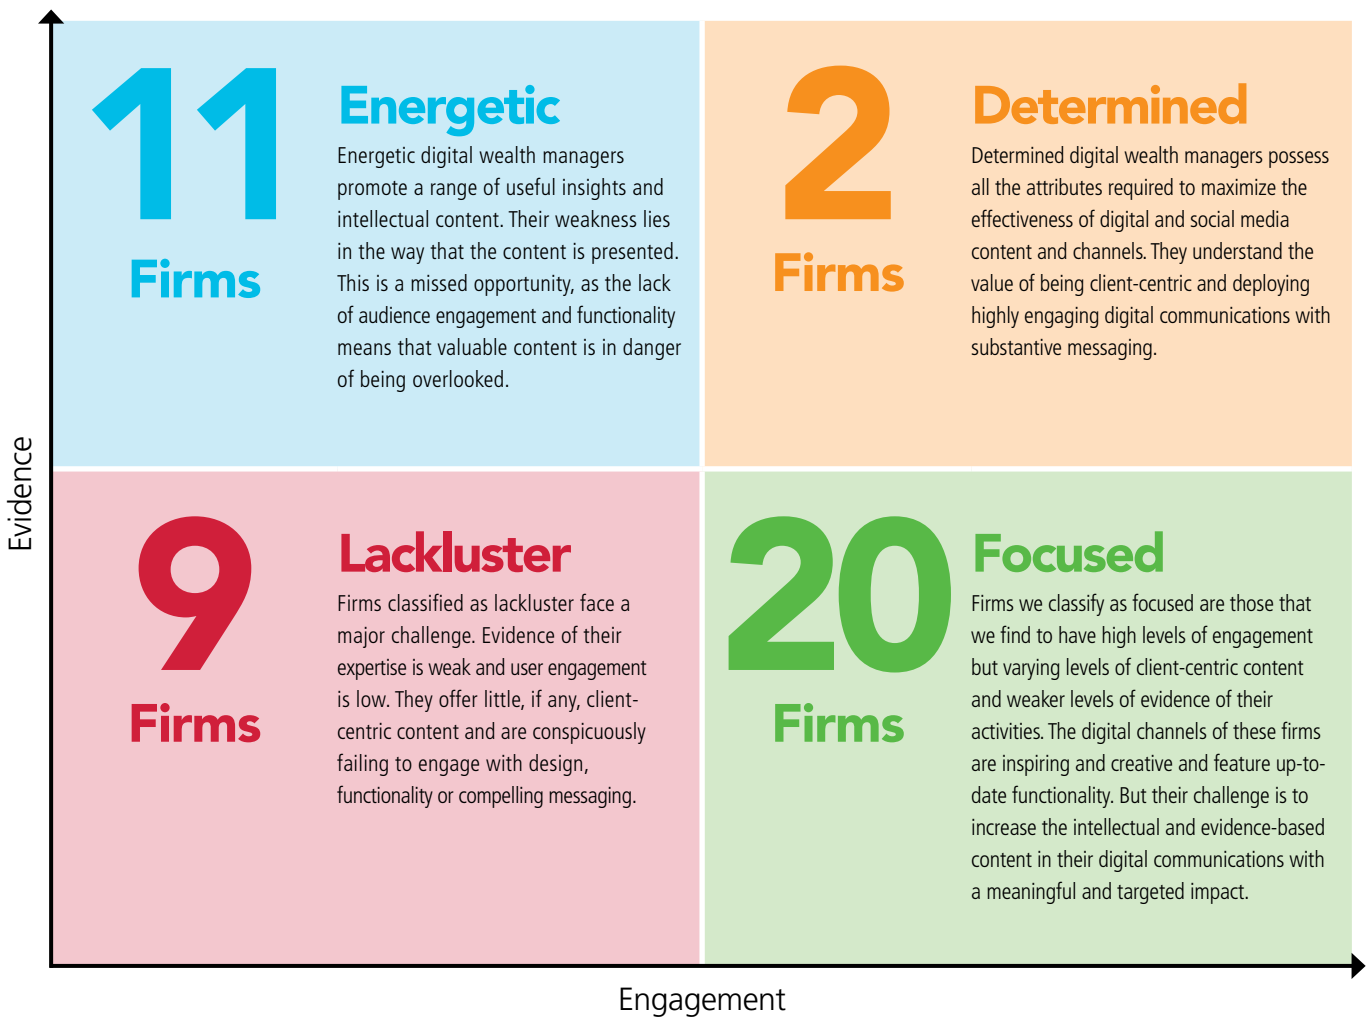 11
Firms
Energetic
Energetic digital wealth managers
promote a range of useful insights and
intellectual content. Their weakness lies
in the way that the content is presented.
This is a missed opportunity, as the lack
of audience engagement and functionality
means that valuable content is in danger
of being overlooked.
2
Firms
Determined
Determined digital wealth managers possess
all the attributes required to maximize the
effectiveness of digital and social media
content and channels. They understand the
value of being client-centric and deploying
highly engaging digital communications with
substantive messaging.
Evidence
9
Firms
Lackluster
Firms classified as lackluster face a
major challenge. Evidence of their
expertise is weak and user engagement
is low. They offer little, if any, client-
centric content and are conspicuously
failing to engage with design,
functionality or compelling messaging.
20
Firms
Focused
Firms we classify as focused are those that
we find to have high levels of engagement
but varying levels of client-centric content
and weaker levels of evidence of their
activities. The digital channels of these firms
are inspiring and creative and feature up-to-
date functionality. But their challenge is to
increase the intellectual and evidence-based
content in their digital communications with
a meaningful and targeted impact.
Engagement